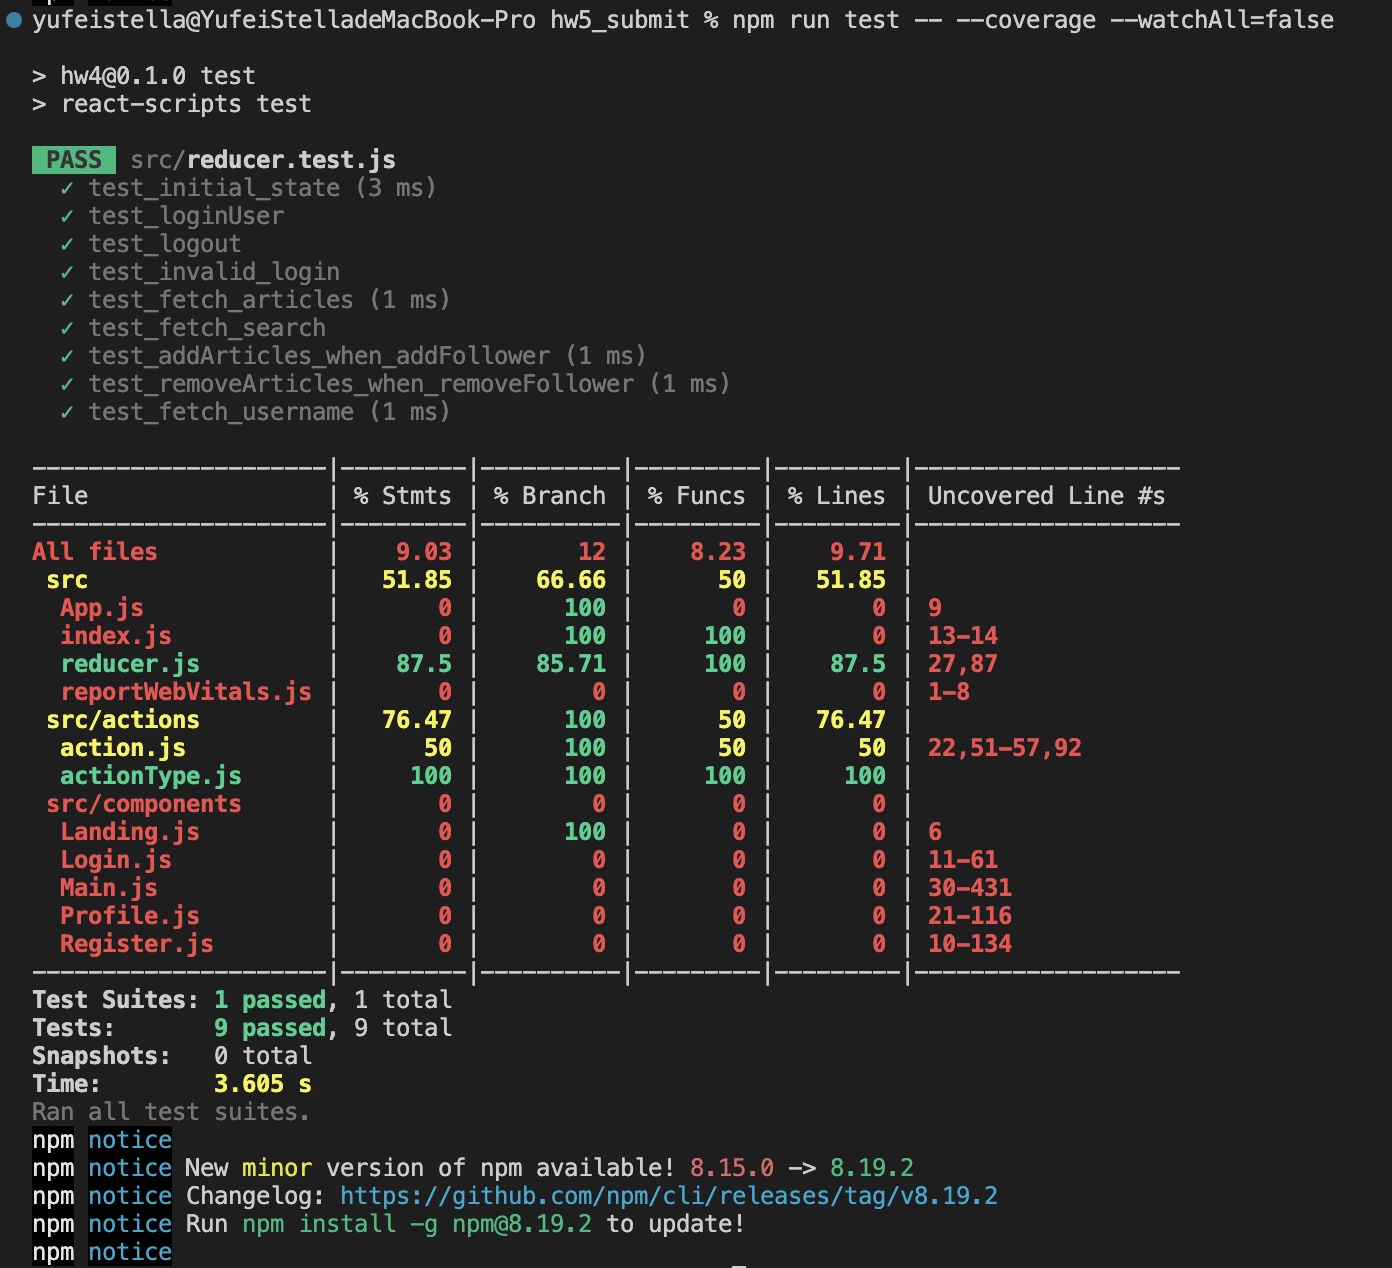 yufeistella@YufeiStelladeMacBook-Pro hw5_submit % npm run test -- --coverage --watchAll=false
> hw4@0.1.0 test
> react-scripts test
PASS src/reducer.test.js
✓ test_initial_state (3 ms)
✓ test_loginUser
✓ test_logout
✓ test_invalid_login
✓ test_fetch_articles (1 ms)
✓ test_fetch_search
✓ test_addArticles_when_addFollower (1 ms)
✓ test_removeArticles_when_removeFollower (1 ms)
✓ test_fetch_username (1 ms)
---------------------|---------|----------|---------|---------|-------------------
File | % Stmts | % Branch | % Funcs | % Lines | Uncovered Line #s
---------------------|---------|----------|---------|---------|-------------------
All files | 9.03 | 12 | 8.23 | 9.71 |
src | 51.85 | 66.66 | 50 | 51.85 |
App.js | 0 | 100 | 0 | 0 | 9
index.js | 0 | 100 | 100 | 0 | 13-14
reducer.js | 87.5 | 85.71 | 100 | 87.5 | 27,87
reportWebVitals.js | 0 | 0 | 0 | 0 | 1-8
src/actions | 76.47 | 100 | 50 | 76.47 |
action.js | 50 | 100 | 50 | 50 | 22,51-57,92
actionType.js | 100 | 100 | 100 | 100 |
src/components | 0 | 0 | 0 | 0 |
Landing.js | 0 | 100 | 0 | 0 | 6
Login.js | 0 | 0 | 0 | 0 | 11-61
Main.js | 0 | 0 | 0 | 0 | 30-431
Profile.js | 0 | 0 | 0 | 0 | 21-116
Register.js | 0 | 0 | 0 | 0 | 10-134
---------------------|---------|----------|---------|---------|-------------------
Test Suites: 1 passed, 1 total
Tests: 9 passed, 9 total
Snapshots: 0 total
Time: 3.605 s
Ran all test suites.
npm notice
npm notice New minor version of npm available! 8.15.0 -> 8.19.2
npm notice Changelog: https://github.com/npm/cli/releases/tag/v8.19.2
npm notice Run npm install -g npm@8.19.2 to update!
npm notice